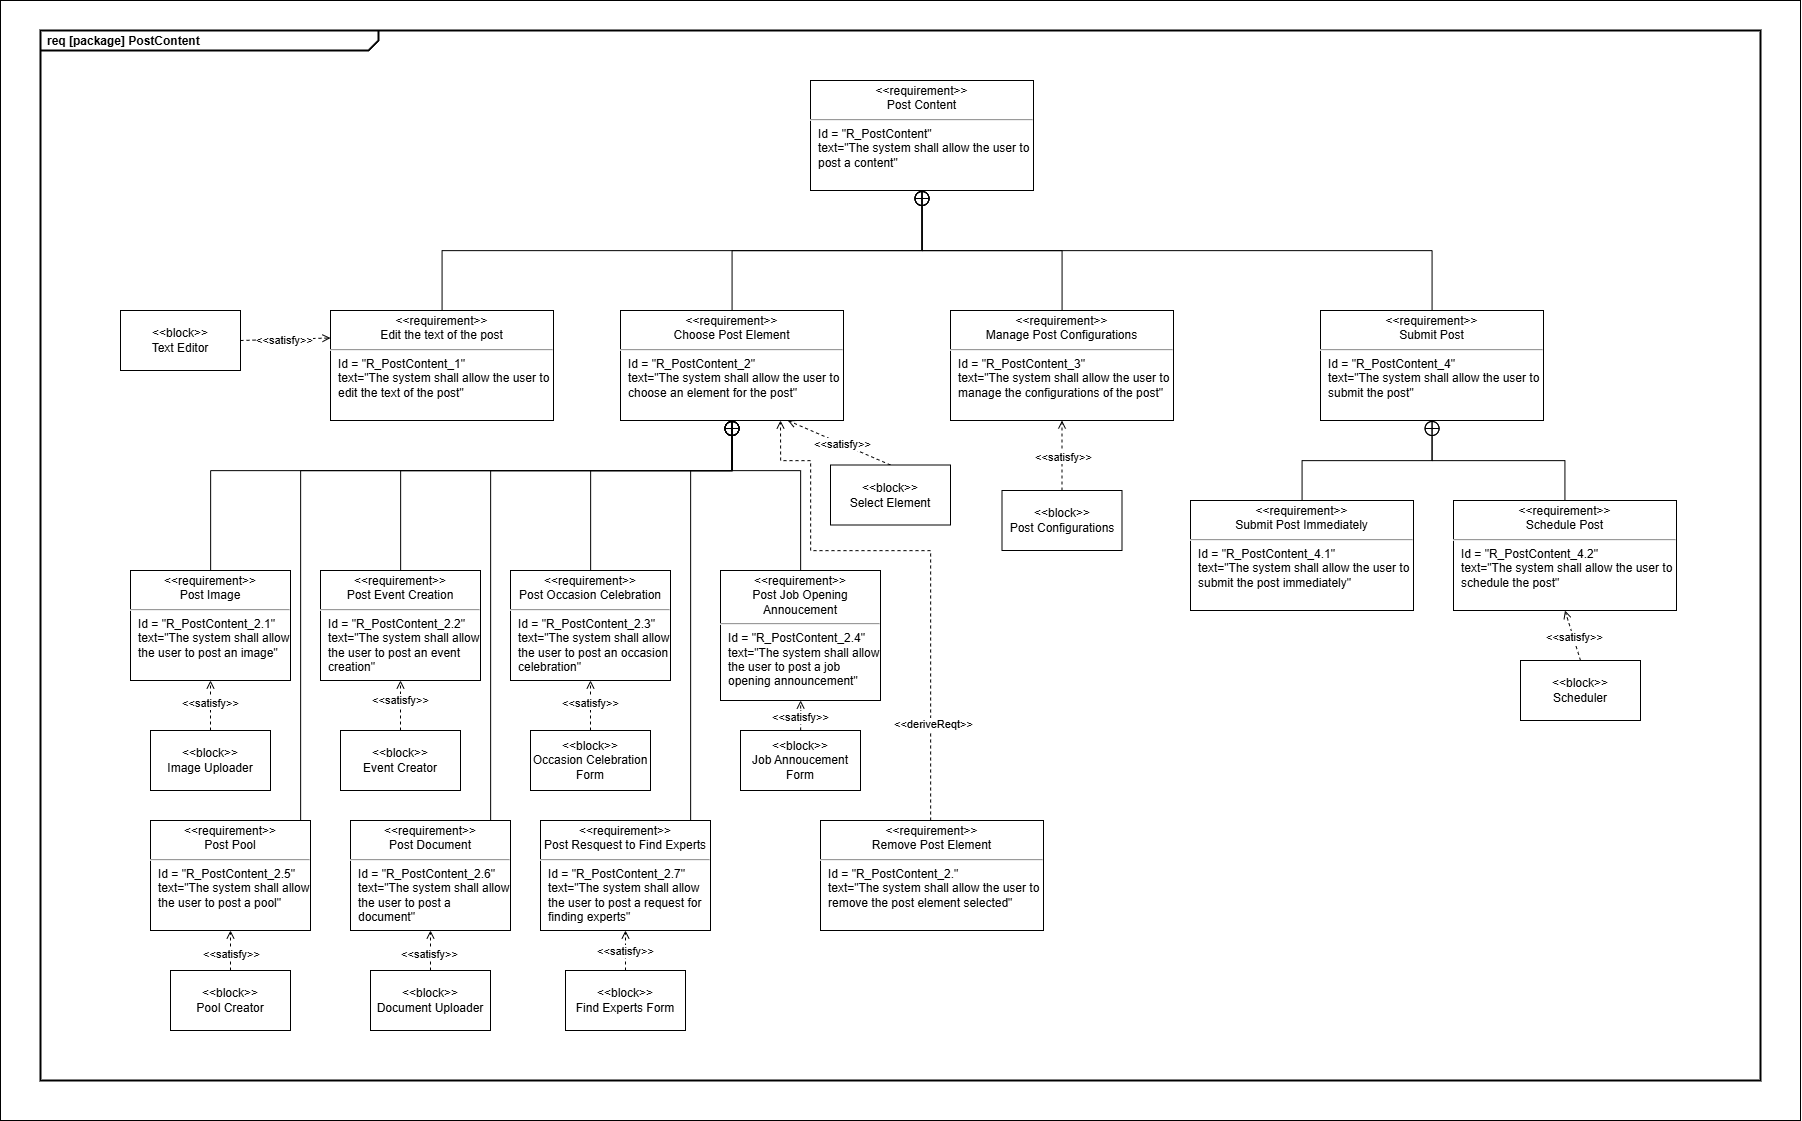 req [package] PostContent
<<requirement>>
Post Content
Id = "R_PostContent"
text="The system shall allow the user to
post a content"
<<block>>
Text Editor
<<satisfy>>
<<requirement>>
Edit the text of the post
Id = "R_PostContent_1"
text="The system shall allow the user to
edit the text of the post"
<<requirement>>
Choose Post Element
Id = "R_PostContent_2"
text="The system shall allow the user to
choose an element for the post"
<<requirement>>
Manage Post Configurations
Id = "R_PostContent_3"
text="The system shall allow the user to
manage the configurations of the post"
<<requirement>>
Submit Post
Id = "R_PostContent_4"
text="The system shall allow the user to
submit the post"
<<satisfy>>
<<block>>
Select Element
<<satisfy>>
<<block>>
Post Configurations
<<requirement>>
Submit Post Immediately
Id = "R_PostContent_4.1"
text="The system shall allow the user to
submit the post immediately"
<<requirement>>
Schedule Post
Id = "R_PostContent_4.2"
text="The system shall allow the user to
schedule the post"
<<satisfy>>
<<block>>
Scheduler
<<requirement>>
Post Image
Id = "R_PostContent_2.1"
text="The system shall allow
the user to post an image"
<<requirement>>
Post Event Creation
Id = "R_PostContent_2.2"
text="The system shall allow
the user to post an event
creation"
<<requirement>>
Post Occasion Celebration
Id = "R_PostContent_2.3"
text="The system shall allow
the user to post an occasion
celebration"
<<requirement>>
Post Job Opening
Annoucement
Id = "R_PostContent_2.4"
text="The system shall allow
the user to post a job
opening announcement"
<<satisfy>>
<<block>>
Image Uploader
<<satisfy>>
<<block>>
Event Creator
<<satisfy>>
<<block>>
Occasion Celebration
Form
<<satisfy>>
<<block>>
Job Annoucement
Form
<<deriveReqt>>
<<requirement>>
Post Pool
Id = "R_PostContent_2.5"
text="The system shall allow
the user to post a pool"
<<requirement>>
Post Document
Id = "R_PostContent_2.6"
text="The system shall allow
the user to post a
document"
<<requirement>>
Post Resquest to Find Experts
Id = "R_PostContent_2.7"
text="The system shall allow
the user to post a request for
finding experts"
<<requirement>>
Remove Post Element
Id = "R_PostContent_2."
text="The system shall allow the user to
remove the post element selected"
<<satisfy>>
<<block>>
Pool Creator
<<satisfy>>
<<block>>
Document Uploader
<<satisfy>>
<<block>>
Find Experts Form